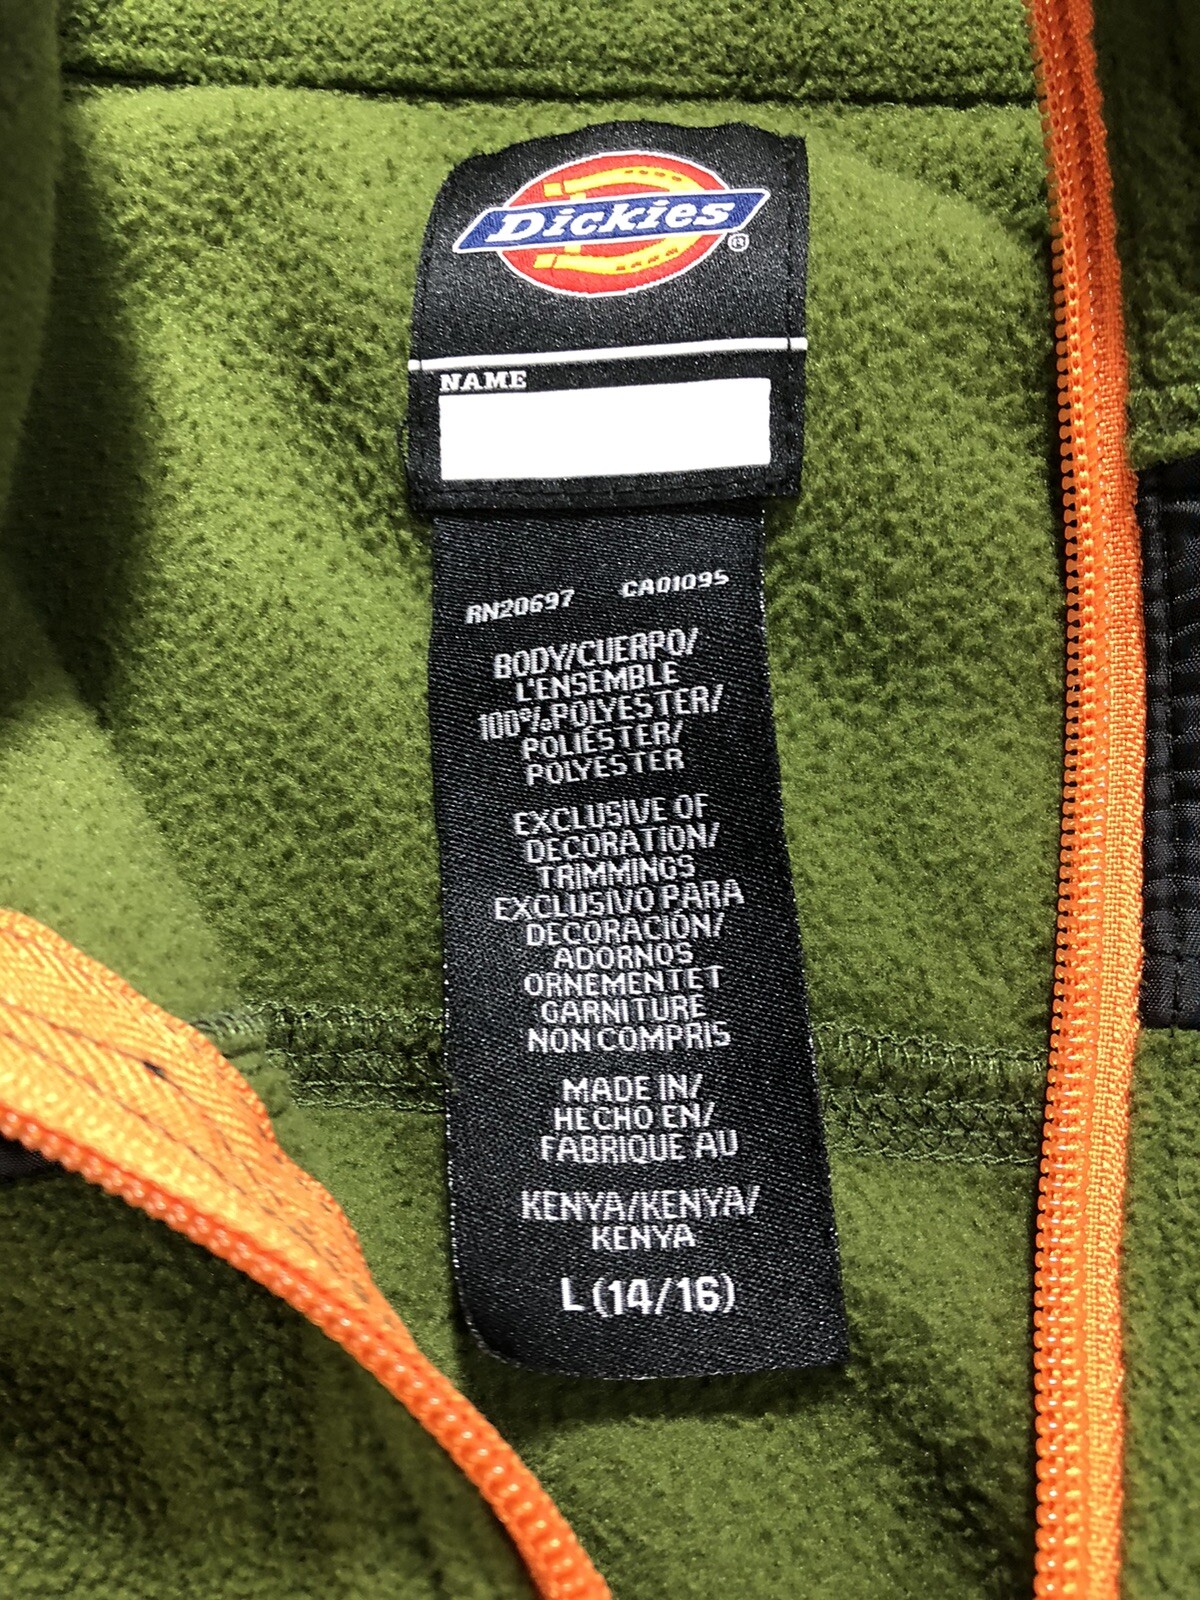 Dickies®
NAME
RN20697 CA01095
BODY/CUERPO/
L'ENSEMBLE
100%POLYESTER/
POLIÉSTER/
POLYESTER
EXCLUSIVE OF
DECORATION/
TRIMMINGS
EXCLUSIVO PARA
DECORACIÓN/
ADORNOS
ORNEMENTET
GARNITURE
NON COMPRIS
MADE IN/
HECHO EN/
FABRIQUE AU
KENYA/KENYA/
KENYA
L (14/16)